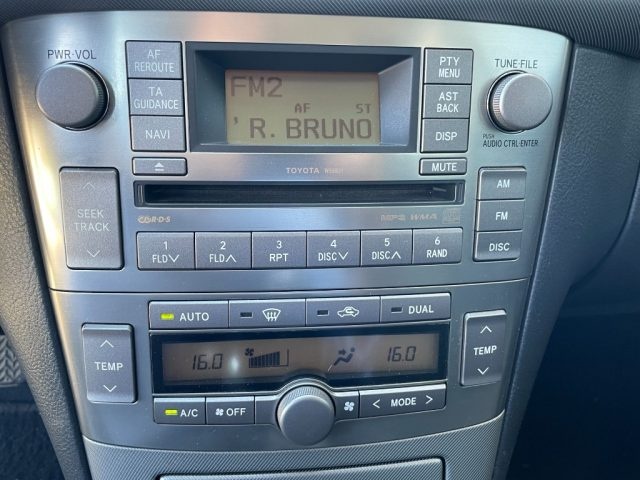 PWR·VOL
AF REROUTE
TA GUIDANCE
NAVI
FM2
AF ST
' R. BRUNO
PTY MENU
AST BACK
DISP
TUNE·FILE
PUSH
AUDIO CTRL·ENTER
TOYOTA
MUTE
SEEK TRACK
R·D·S
MP3 WMA
AM
FM
DISC
1 FLD∨
2 FLD∧
3 RPT
4 DISC∨
5 DISC∧
6 RAND
AUTO
DUAL
TEMP
16.0
16.0
TEMP
A/C
OFF
< MODE >